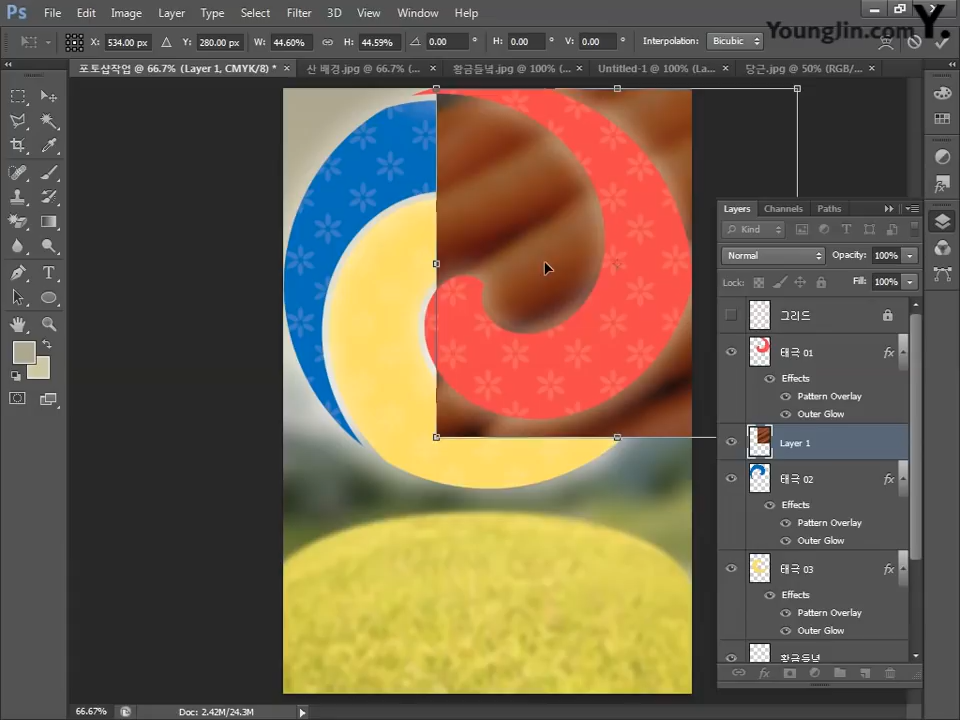 Ps File Edit Image Layer Type Select Filter 3D View Window Help
YoungJin.com Y.
X: 534.00 px Y: 280.00 px W: 44.60% H: 44.59% 0.00 ° H: 0.00 ° V: 0.00 ° Interpolation: Bicubic
포토샵작업 @ 66.7% (Layer 1, CMYK/8) * × 산 배경.jpg @ 66.7% (... × 황금들녘.jpg @ 100% (... × Untitled-1 @ 100% (La... × 당근.jpg @ 50% (RGB/... ×
Layers Channels Paths
Kind
Normal Opacity: 100%
Lock: Fill: 100%
그리드
태극 01 fx
Effects
Pattern Overlay
Outer Glow
Layer 1
태극 02 fx
Effects
Pattern Overlay
Outer Glow
태극 03 fx
Effects
Pattern Overlay
Outer Glow
황금들녘
66.67% Doc: 2.42M/24.3M